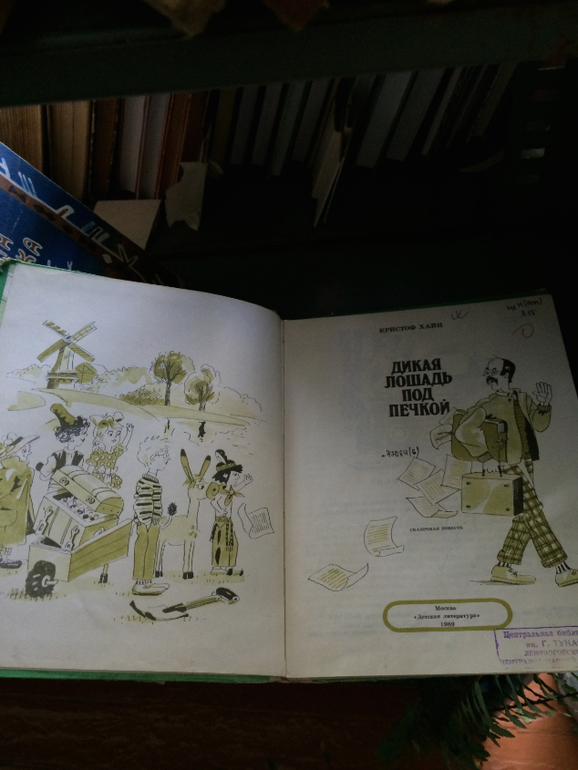 КРИСТОФ ХАЙН
ДИКАЯ
ЛОШАДЬ
ПОД
ПЕЧКОЙ
СКАЗОЧНАЯ ПОВЕСТЬ
Москва
«Детская литература»
1989
Центральная библ
им. Г. ТУКА